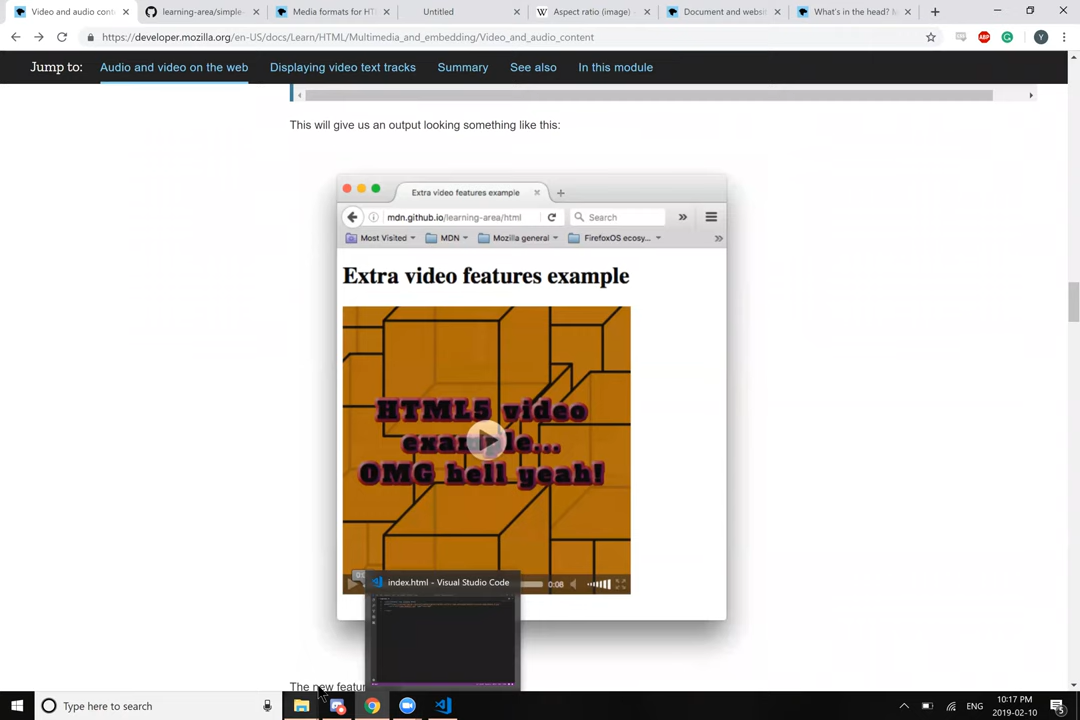 Video and audio cont
learning-area/simple-
Media formats for HT
Untitled
Aspect ratio (image) -
Document and websi
What's in the head? M
https://developer.mozilla.org/en-US/docs/Learn/HTML/Multimedia_and_embedding/Video_and_audio_content
ABP
Y
Jump to:
Audio and video on the web
Displaying video text tracks
Summary
See also
In this module
This will give us an output looking something like this:
Extra video features example
mdn.github.io/learning-area/html
Search
Most Visited
MDN
Mozilla general
FirefoxOS ecosy...
Extra video features example
HTML5 video
example...
OMG hell yeah!
0:08
index.html - Visual Studio Code
The new featur
Type here to search
ENG
10:17 PM
2019-02-10
5